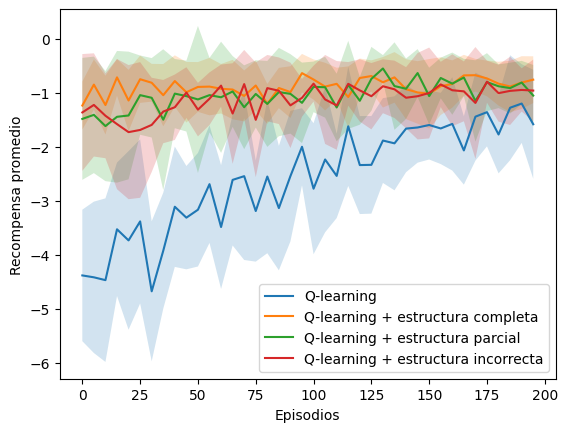 0
−1
−2
−3
−4
−5
−6
Recompensa promedio
Q-learning
Q-learning + estructura completa
Q-learning + estructura parcial
Q-learning + estructura incorrecta
0 25 50 75 100 125 150 175 200
Episodios